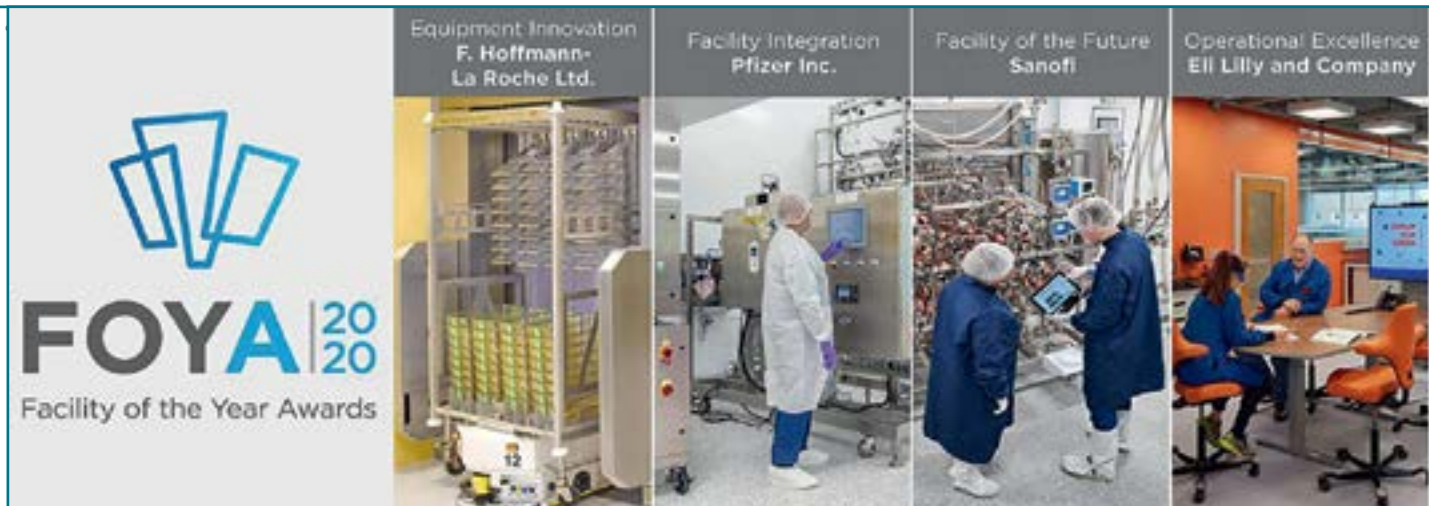 FOYA
20
20
Facility of the Year Awards
Equipment Innovation
F. Hoffmann-
La Roche Ltd.
12
Facility Integration
Pfizer Inc.
Facility of the Future
Sanofi
Operational Excellence
Eli Lilly and Company